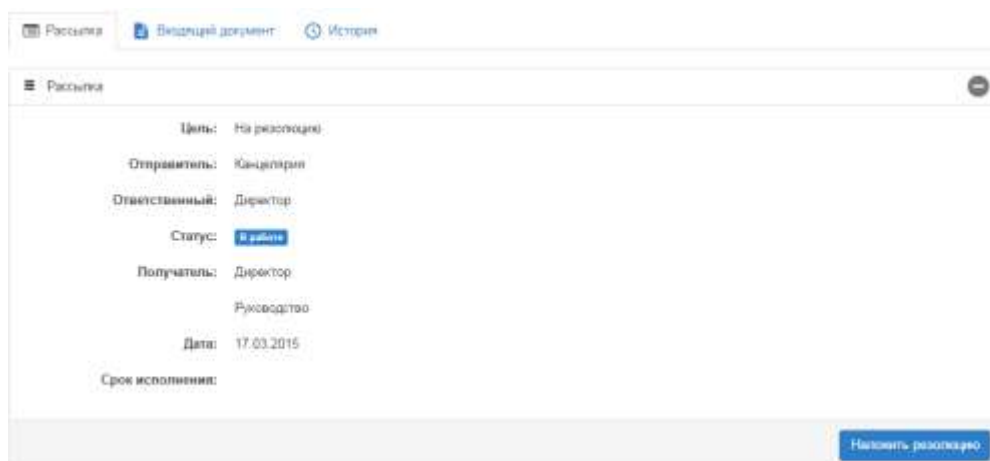 Рассылка Входящий документ История
Рассылка
Цель: На резолюцию
Отправитель: Канцелярия
Ответственный: Директор
Статус: В работе
Получатель: Директор
Руководство
Дата: 17.03.2015
Срок исполнения:
Наложить резолюцию